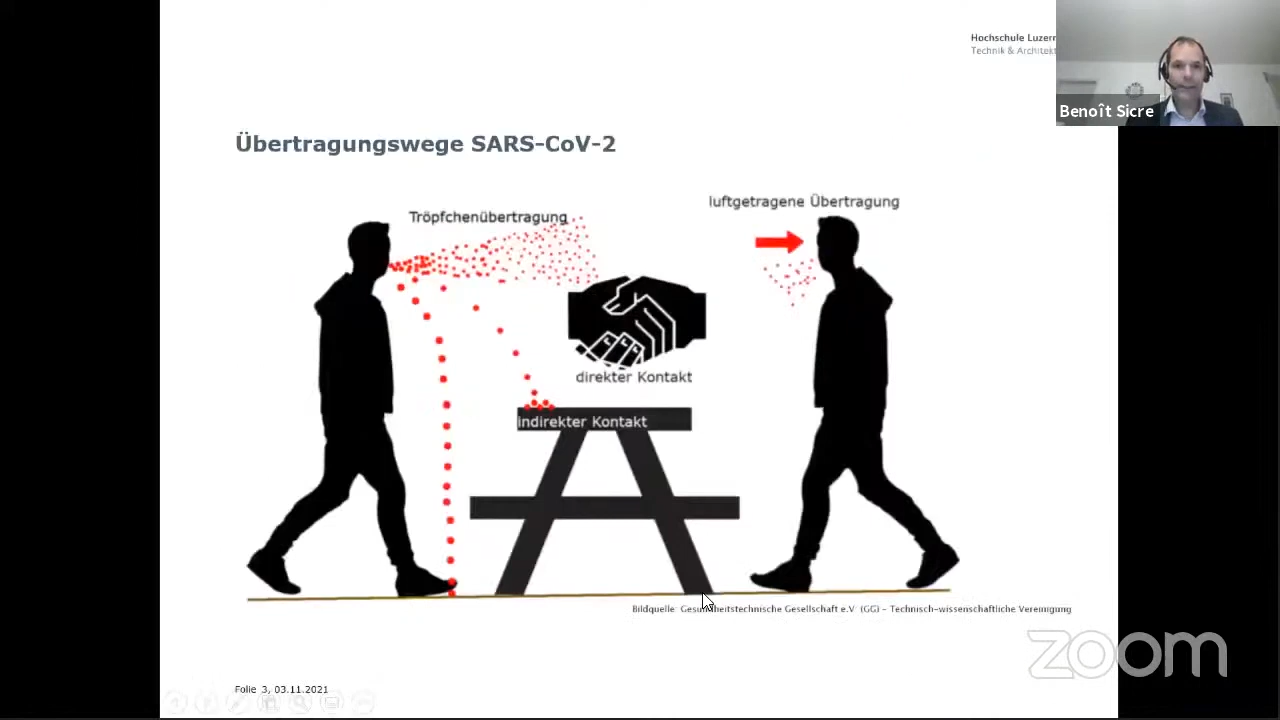 Hochschule Luzern
Technik & Architekt
Benoît Sicre
Übertragungswege SARS-CoV-2
luftgetragene Übertragung
Tröpfchenübertragung
direkter Kontakt
indirekter Kontakt
Bildquelle: Gesundheitstechnische Gesellschaft e.V. (GG) - Technisch-wissenschaftliche Vereinigung
zoom
Folie 3, 03.11.2021